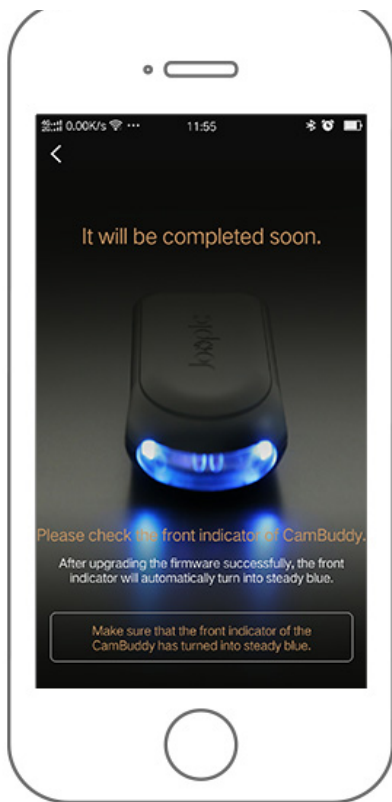 0.00K/s
11:55
It will be completed soon.
Joopic
Please check the front indicator of CamBuddy.
After upgrading the firmware successfully, the front
indicator will automatically turn into steady blue.
Make sure that the front indicator of the
CamBuddy has turned into steady blue.